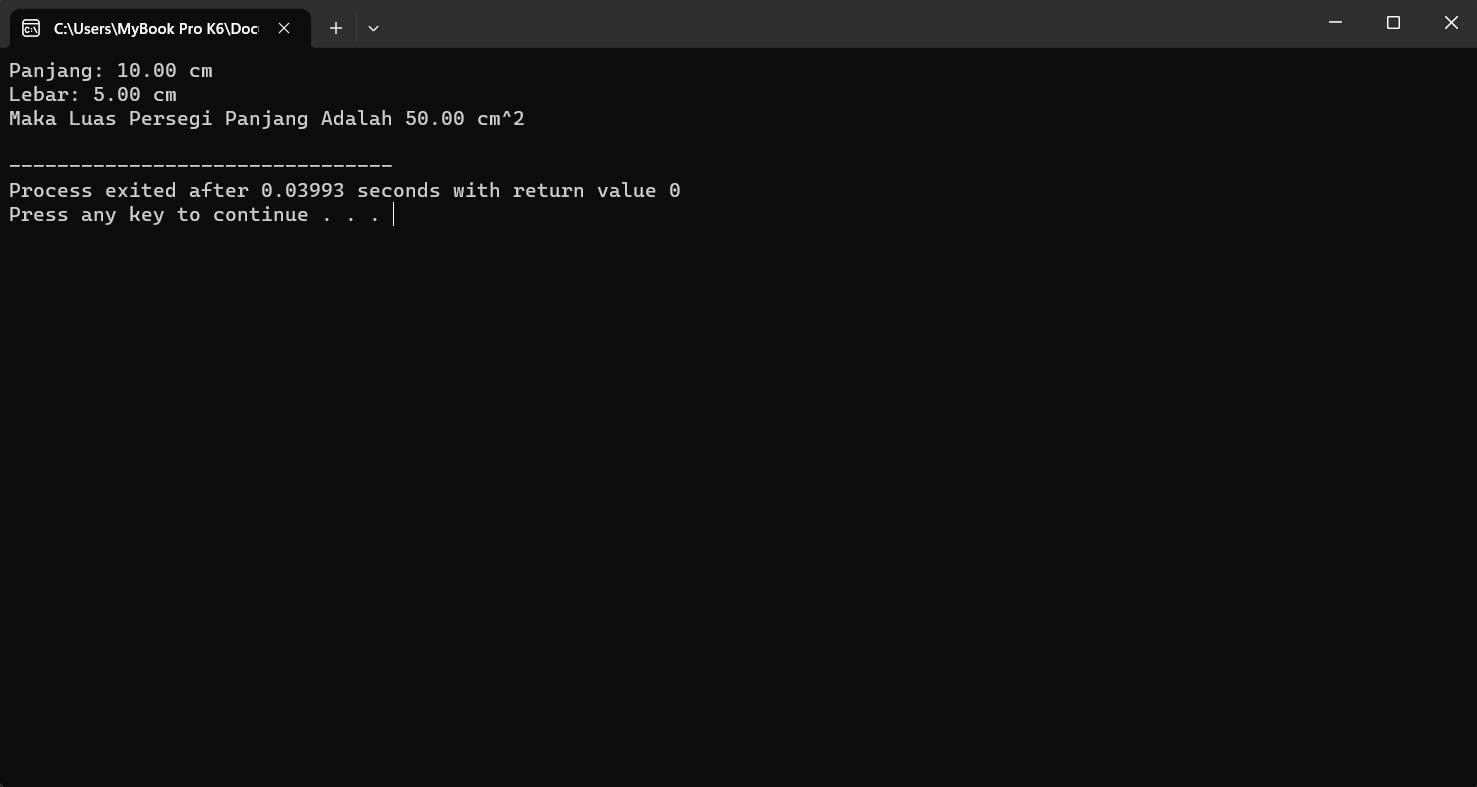 C:\Users\MyBook Pro K6\Doc
Panjang: 10.00 cm
Lebar: 5.00 cm
Maka Luas Persegi Panjang Adalah 50.00 cm^2
--------------------------------
Process exited after 0.03993 seconds with return value 0
Press any key to continue . . .